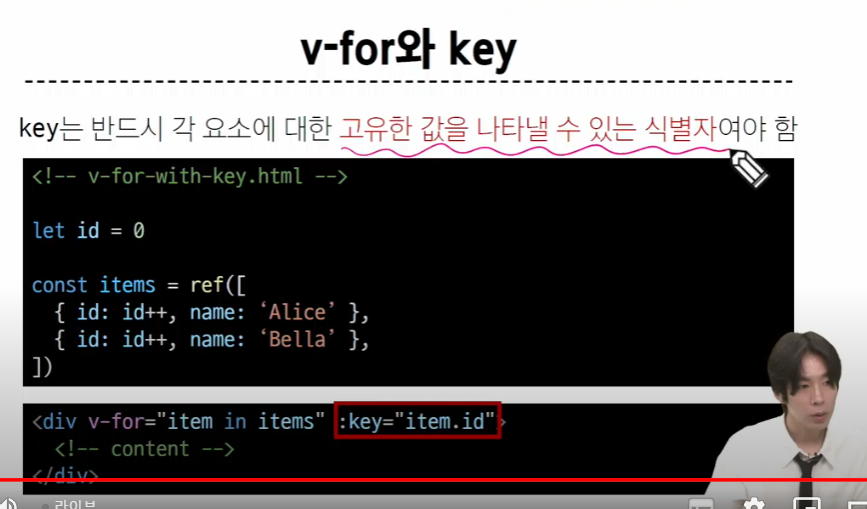 v-for와 key
key는 반드시 각 요소에 대한 고유한 값을 나타낼 수 있는 식별자여야 함
<!-- v-for-with-key.html -->
let id = 0
const items = ref([
{ id: id++, name: ‘Alice’ },
{ id: id++, name: ‘Bella’ },
])
<div v-for="item in items" :key="item.id">
<!-- content -->
</div>
라이브